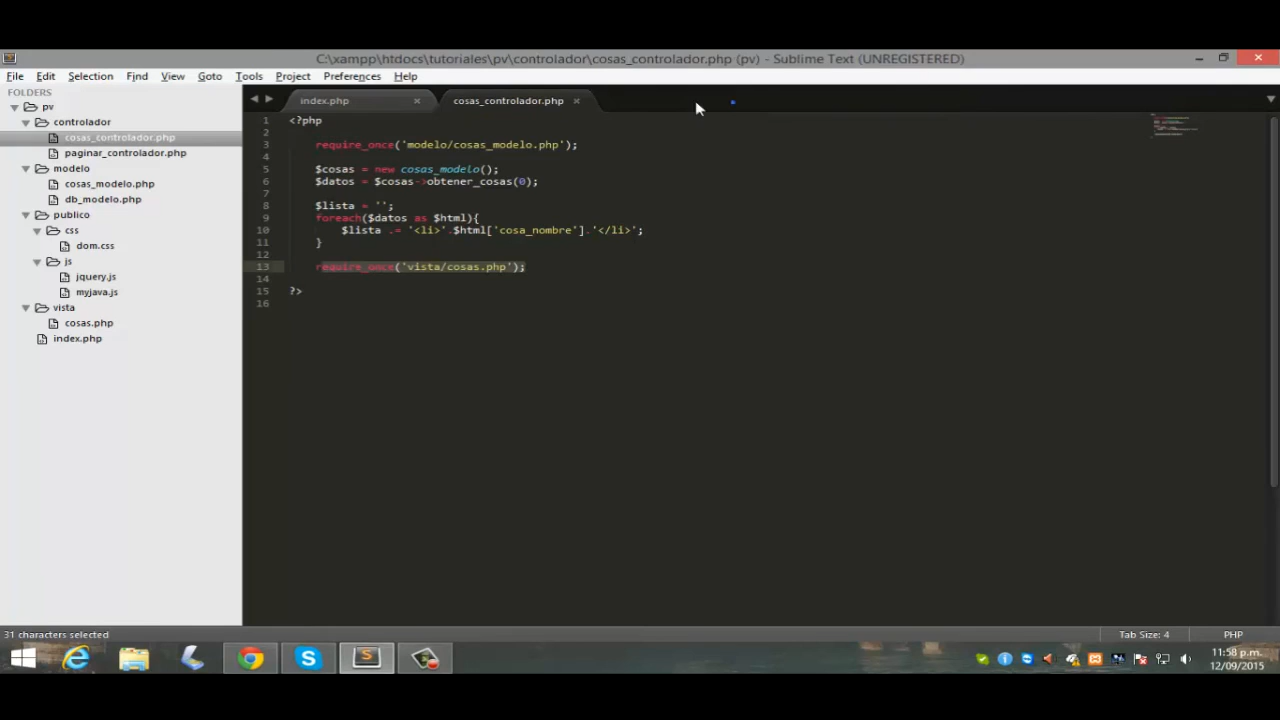 C:\xampp\htdocs\tutoriales\pv\controlador\cosas_controlador.php (pv) - Sublime Text (UNREGISTERED)
File Edit Selection Find View Goto Tools Project Preferences Help
FOLDERS
pv
controlador
cosas_controlador.php
paginar_controlador.php
modelo
cosas_modelo.php
db_modelo.php
publico
css
dom.css
js
jquery.js
myjava.js
vista
cosas.php
index.php
index.php × cosas_controlador.php ×
1 <?php
2
3 require_once('modelo/cosas_modelo.php');
4
5 $cosas = new cosas_modelo();
6 $datos = $cosas->obtener_cosas(0);
7
8 $lista = '';
9 foreach($datos as $html){
10 $lista .= '<li>'.$html['cosa_nombre'].'</li>';
11 }
12
13 require_once('vista/cosas.php');
14
15 ?>
16
31 characters selected
Tab Size: 4 PHP
11:58 p.m.
12/09/2015